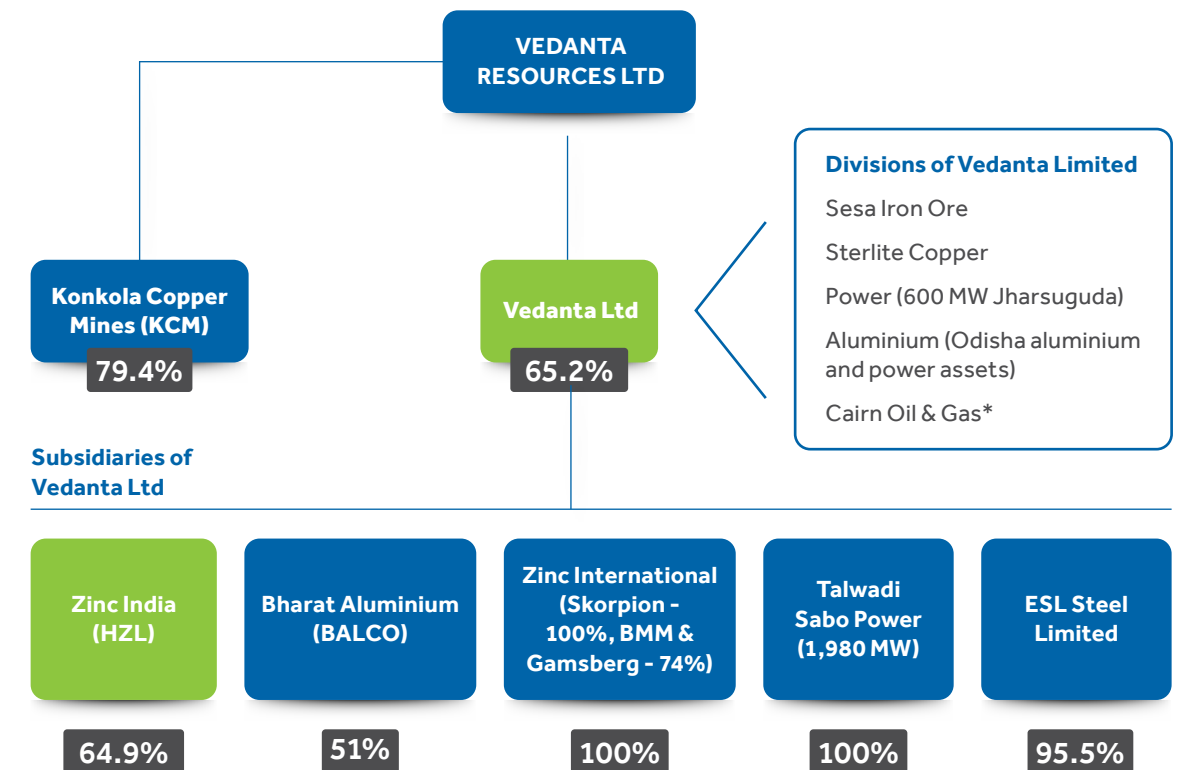 VEDANTA
RESOURCES LTD
Konkola Copper
Mines (KCM)
79.4%
Vedanta Ltd
65.2%
Divisions of Vedanta Limited
Sesa Iron Ore
Sterlite Copper
Power (600 MW Jharsuguda)
Aluminium (Odisha aluminium
and power assets)
Cairn Oil & Gas*
Subsidiaries of
Vedanta Ltd
Zinc India
(HZL)
64.9%
Bharat Aluminium
(BALCO)
51%
Zinc International
(Skorpion -
100%, BMM &
Gamsberg - 74%)
100%
Talwadi
Sabo Power
(1,980 MW)
100%
ESL Steel
Limited
95.5%